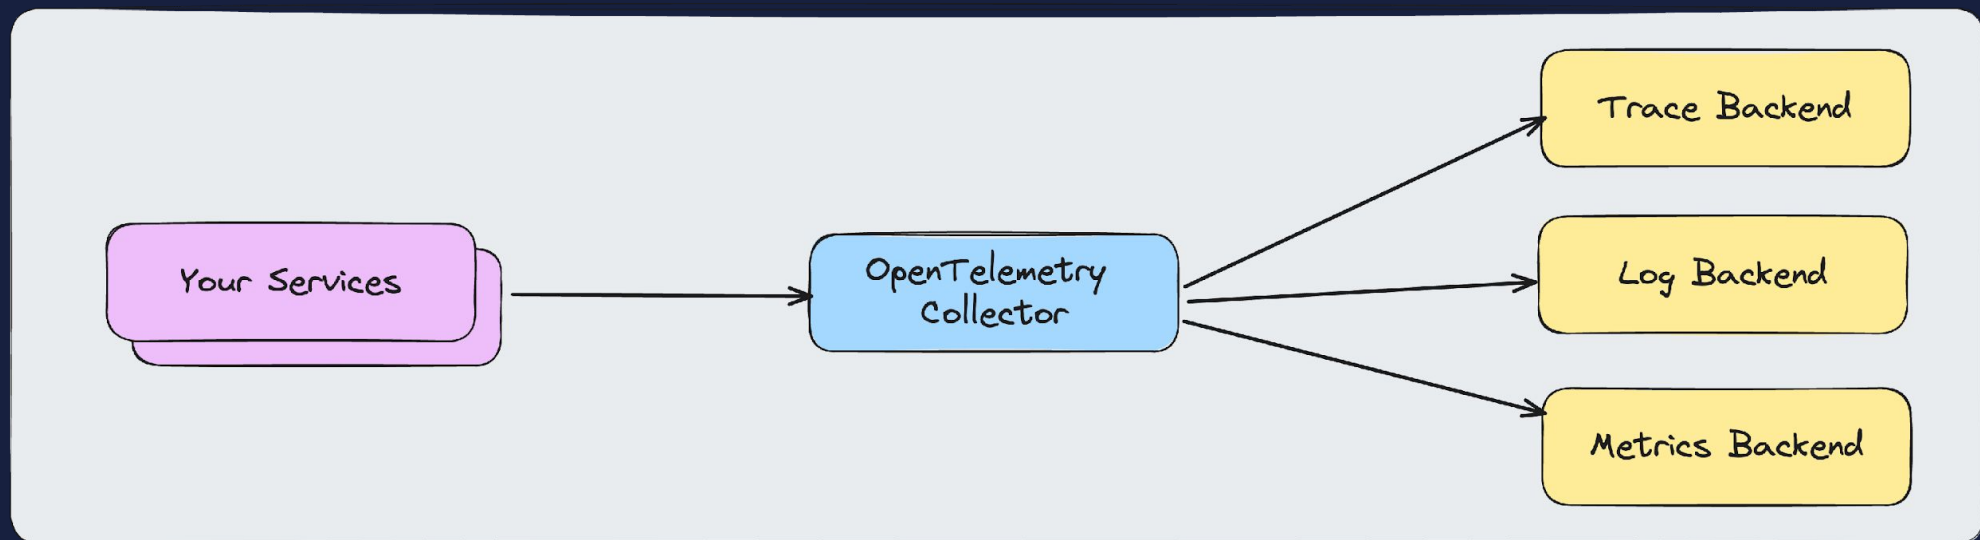 Your Services
OpenTelemetry
Collector
Trace Backend
Log Backend
Metrics Backend